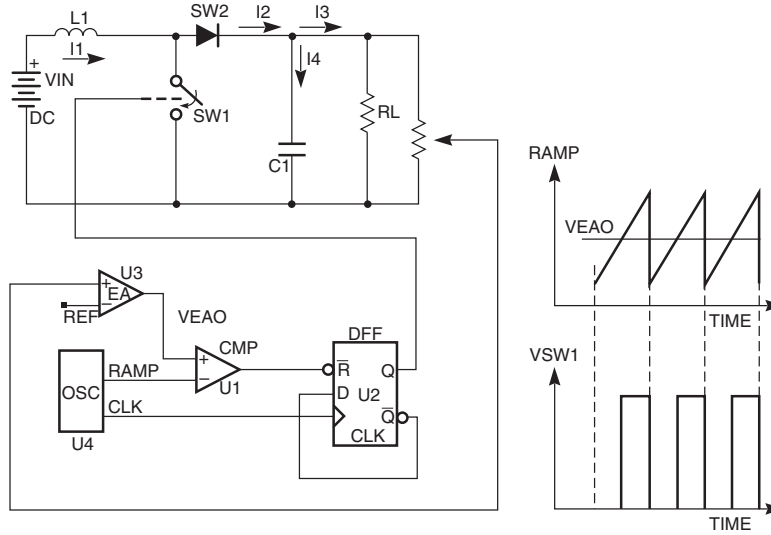 SW2
L1
I2
I3
I1
I4
+
VIN
DC
SW1
RL
C1
RAMP
VEAO
TIME
U3
+
EA
−
REF
VEAO
DFF
CMP
+
−
U1
R
Q
RAMP
OSC
D
U2
CLK
Q
CLK
U4
VSW1
TIME